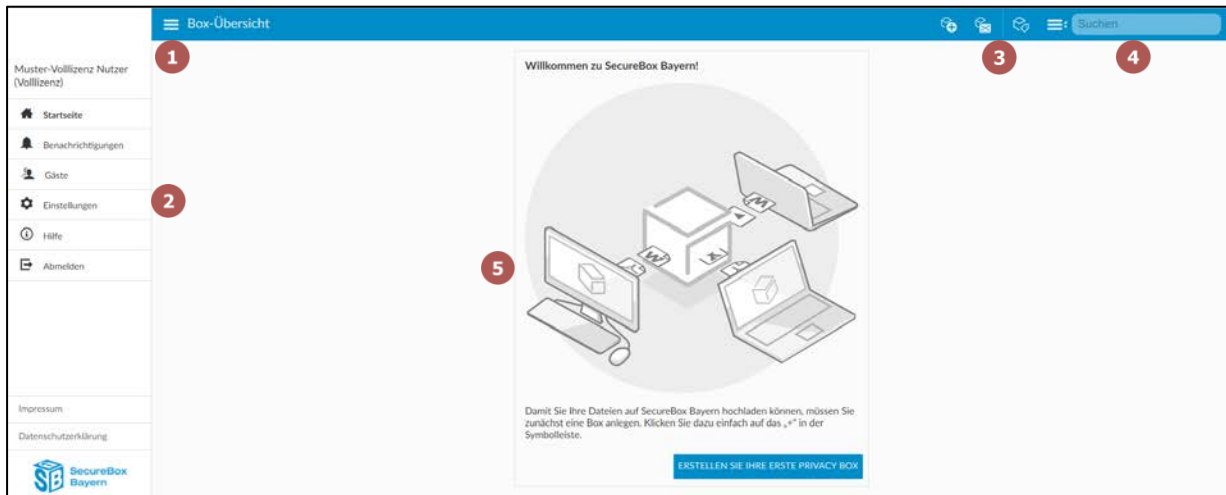 Box-Übersicht
Suchen
1
3
4
Muster-Volllizenz Nutzer
(Volllizenz)
Startseite
Benachrichtigungen
Gäste
Einstellungen
2
Hilfe
Abmelden
Impressum
Datenschutzerklärung
SB
SecureBox
Bayern
Willkommen zu SecureBox Bayern!
W
W
X
5
Damit Sie Ihre Dateien auf SecureBox Bayern hochladen können, müssen Sie
zunächst eine Box anlegen. Klicken Sie dazu einfach auf das „+" in der
Symbolleiste.
ERSTELLEN SIE IHRE ERSTE PRIVACY BOX